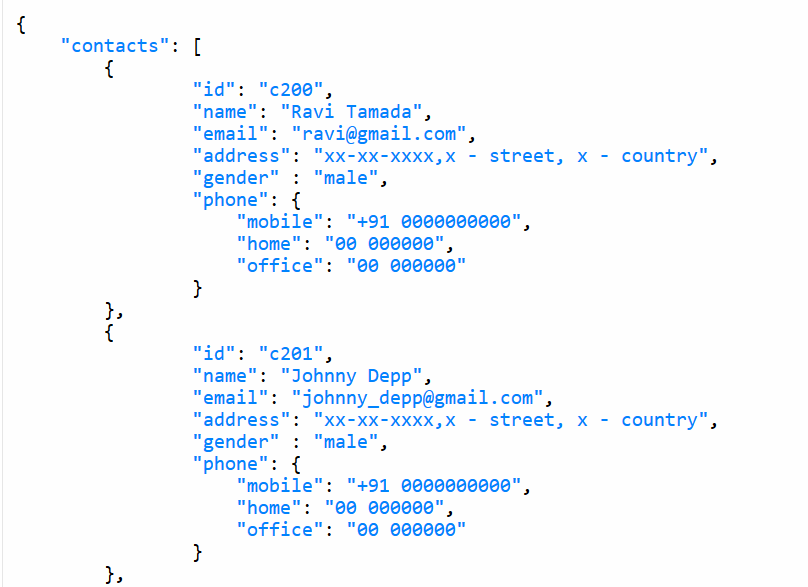 {
    "contacts": [
        {
                "id": "c200",
                "name": "Ravi Tamada",
                "email": "ravi@gmail.com",
                "address": "xx-xx-xxxx,x - street, x - country",
                "gender" : "male",
                "phone": {
                    "mobile": "+91 0000000000",
                    "home": "00 000000",
                    "office": "00 000000"
                }
        },
        {
                "id": "c201",
                "name": "Johnny Depp",
                "email": "johnny_depp@gmail.com",
                "address": "xx-xx-xxxx,x - street, x - country",
                "gender" : "male",
                "phone": {
                    "mobile": "+91 0000000000",
                    "home": "00 000000",
                    "office": "00 000000"
                }
        },